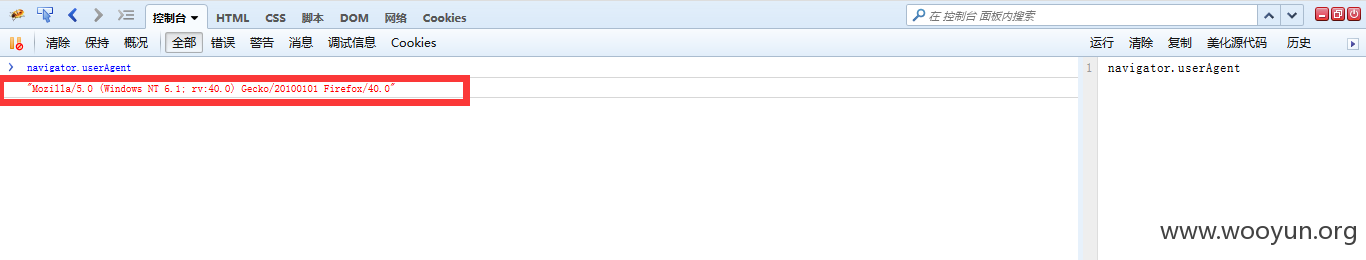 控制台 HTML CSS 脚本 DOM 网络 Cookies 在 控制台 面板内搜索
清除 保持 概况 全部 错误 警告 消息 调试信息 Cookies 运行 清除 复制 美化源代码 历史
navigator.userAgent
"Mozilla/5.0 (Windows NT 6.1; rv:40.0) Gecko/20100101 Firefox/40.0"
1 navigator.userAgent
www.wooyun.org